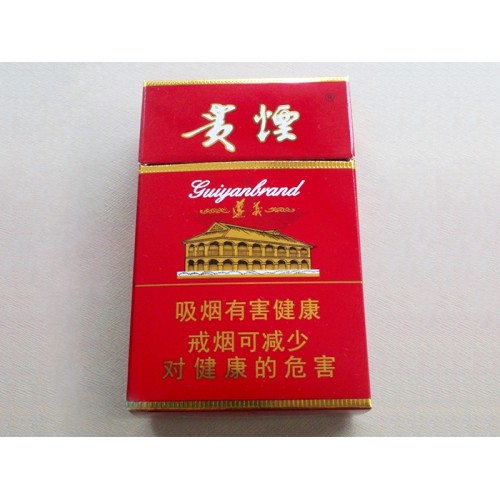 贵煙
®
Guiyanbrand
遵义
吸烟有害健康
戒烟可减少
对健康的危害